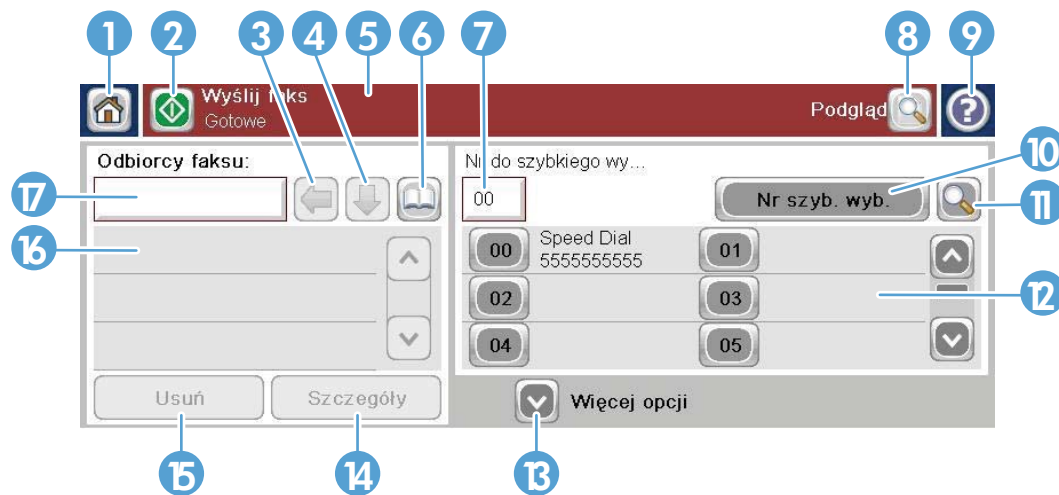 1 2 3 4 5 6 7 8 9
Wyślij faks
Gotowe
Podgląd
Odbiorcy faksu:
Nr do szybkiego wy...
10
17
00
Nr szyb. wyb.
11
16
00 Speed Dial 01
5555555555
02 03
12
04 05
Usuń Szczegóły
Więcej opcji
15 14 13